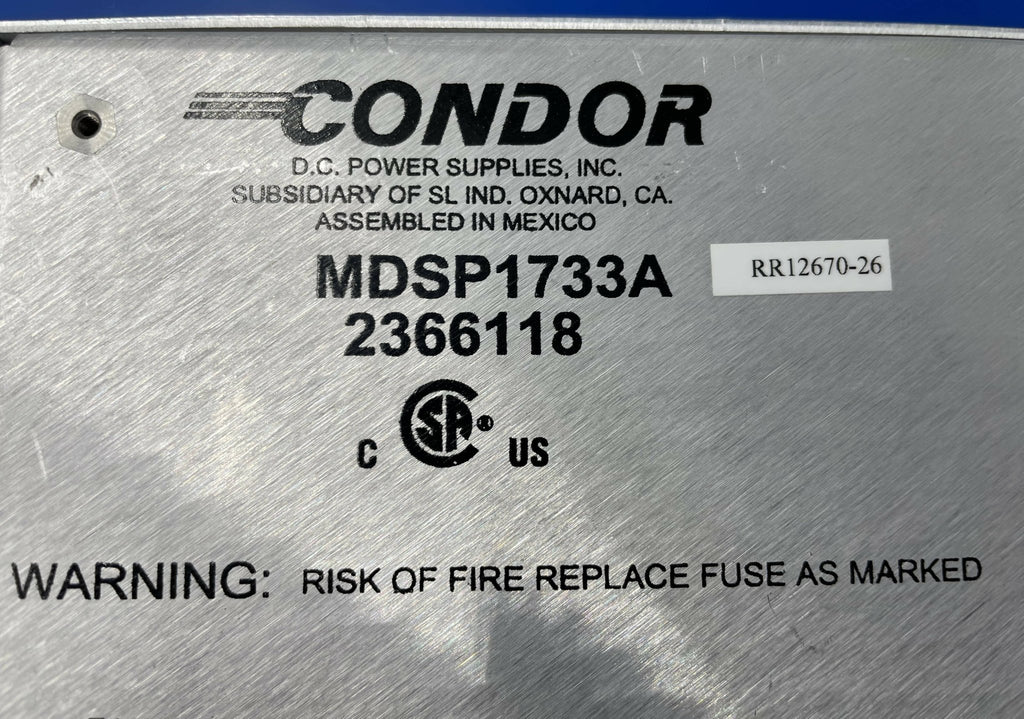 CONDOR
D.C. POWER SUPPLIES, INC.
SUBSIDIARY OF SL IND. OXNARD, CA.
ASSEMBLED IN MEXICO
MDSP1733A
RR12670-26
2366118
C SA® US
WARNING: RISK OF FIRE REPLACE FUSE AS MARKED